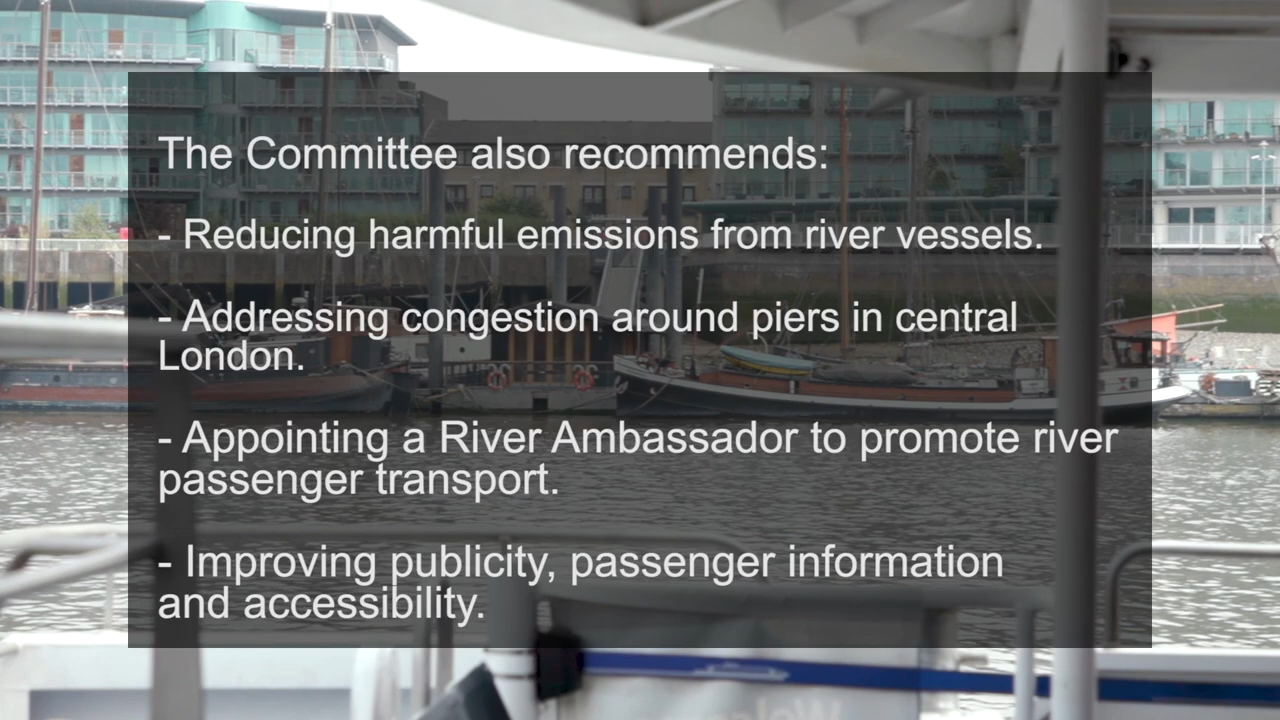 The Committee also recommends:
- Reducing harmful emissions from river vessels.
- Addressing congestion around piers in central
London.
- Appointing a River Ambassador to promote river
passenger transport.
- Improving publicity, passenger information
and accessibility.